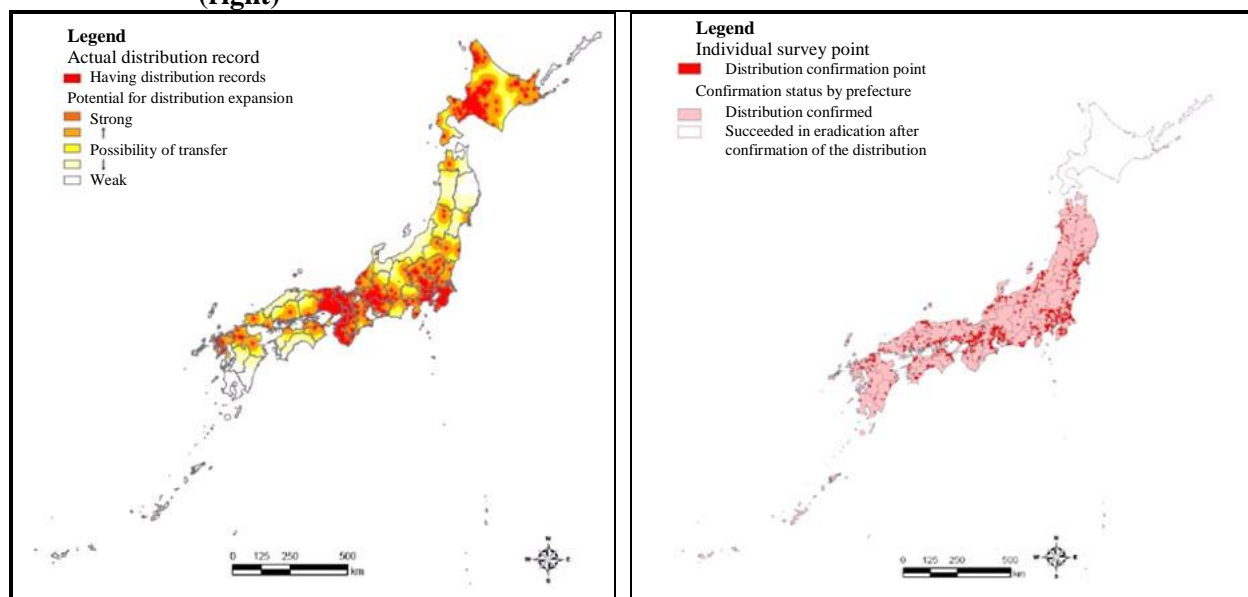 (right)
Legend
Actual distribution record
Having distribution records
Potential for distribution expansion
Strong
↑
Possibility of transfer
↓
Weak
0 125 250 500
km
N
W E
S
Legend
Individual survey point
Distribution confirmation point
Confirmation status by prefecture
Distribution confirmed
Succeeded in eradication after
confirmation of the distribution
0 125 250 500
km
N
W E
S